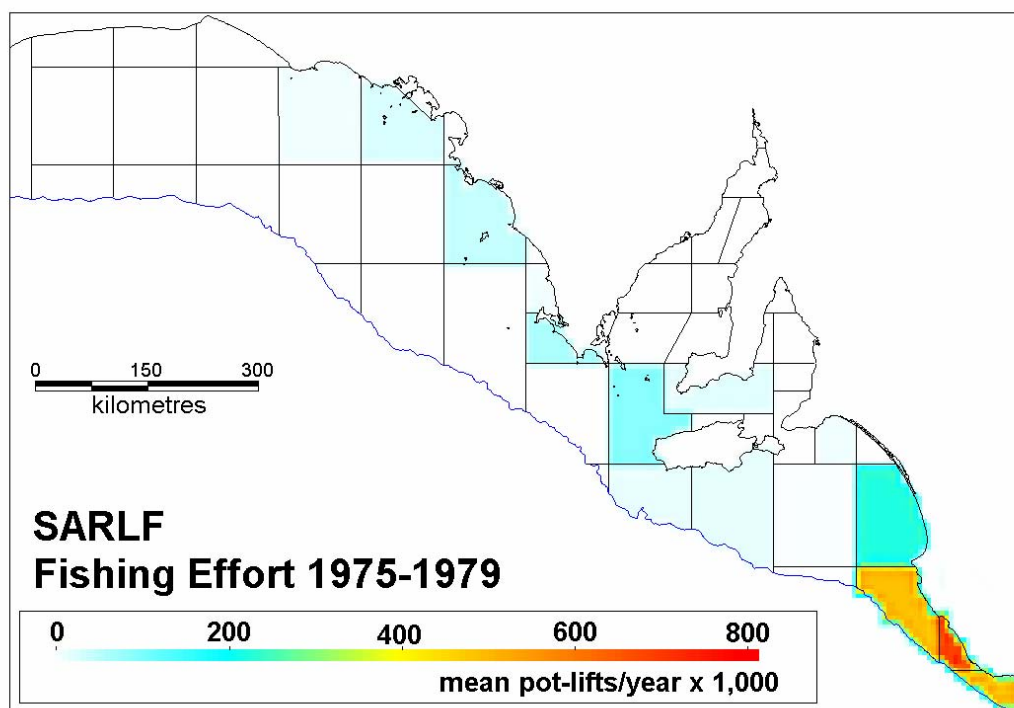 0 150 300
kilometres
SARLF
Fishing Effort 1975-1979
0 200 400 600 800
mean pot-lifts/year x 1,000